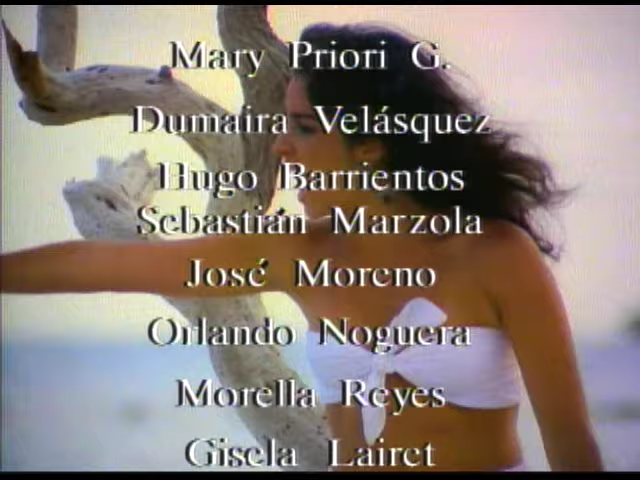 Mary Priori G.
Dumaira Velásquez
Hugo Barrientos
Sebastián Marzola
José Moreno
Orlando Noguera
Morella Reyes
Gisela Lairet